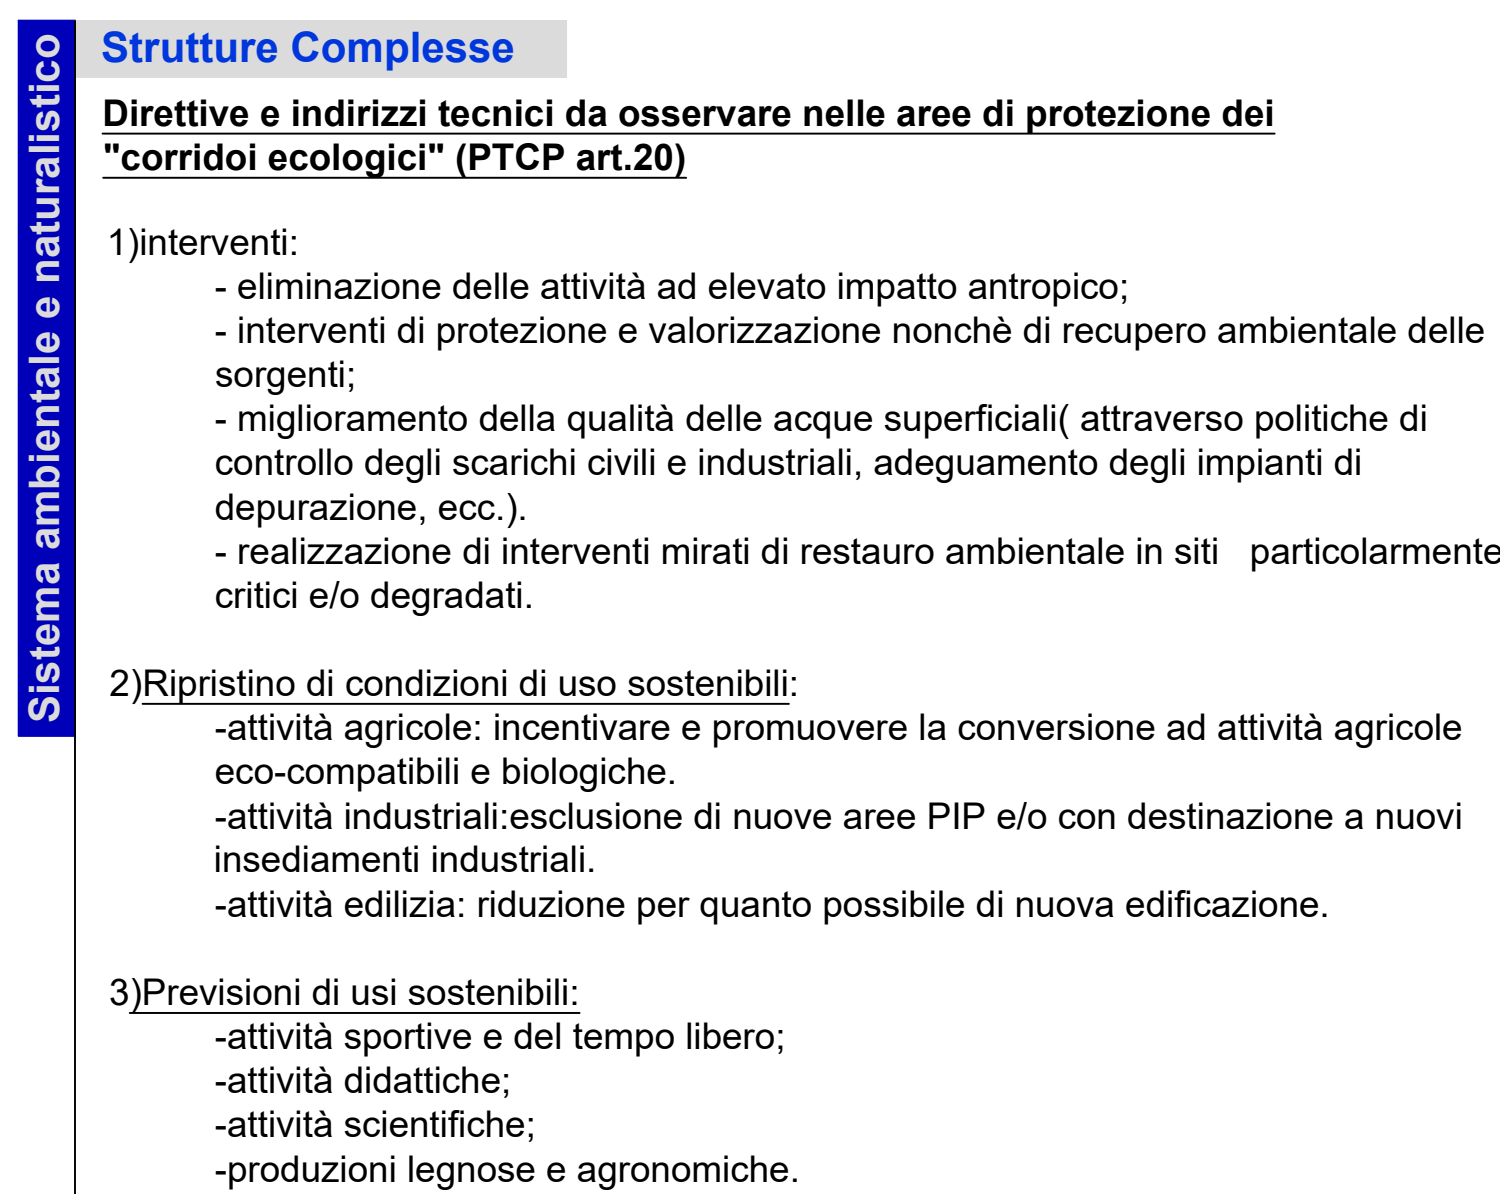 Sistema ambientale e naturalistico
Strutture Complesse
Direttive e indirizzi tecnici da osservare nelle aree di protezione dei
"corridoi ecologici" (PTCP art.20)
1)interventi:
- eliminazione delle attività ad elevato impatto antropico;
- interventi di protezione e valorizzazione nonchè di recupero ambientale delle
sorgenti;
- miglioramento della qualità delle acque superficiali( attraverso politiche di
controllo degli scarichi civili e industriali, adeguamento degli impianti di
depurazione, ecc.).
- realizzazione di interventi mirati di restauro ambientale in siti   particolarmente
critici e/o degradati.
2)Ripristino di condizioni di uso sostenibili:
-attività agricole: incentivare e promuovere la conversione ad attività agricole
eco-compatibili e biologiche.
-attività industriali:esclusione di nuove aree PIP e/o con destinazione a nuovi
insediamenti industriali.
-attività edilizia: riduzione per quanto possibile di nuova edificazione.
3)Previsioni di usi sostenibili:
-attività sportive e del tempo libero;
-attività didattiche;
-attività scientifiche;
-produzioni legnose e agronomiche.